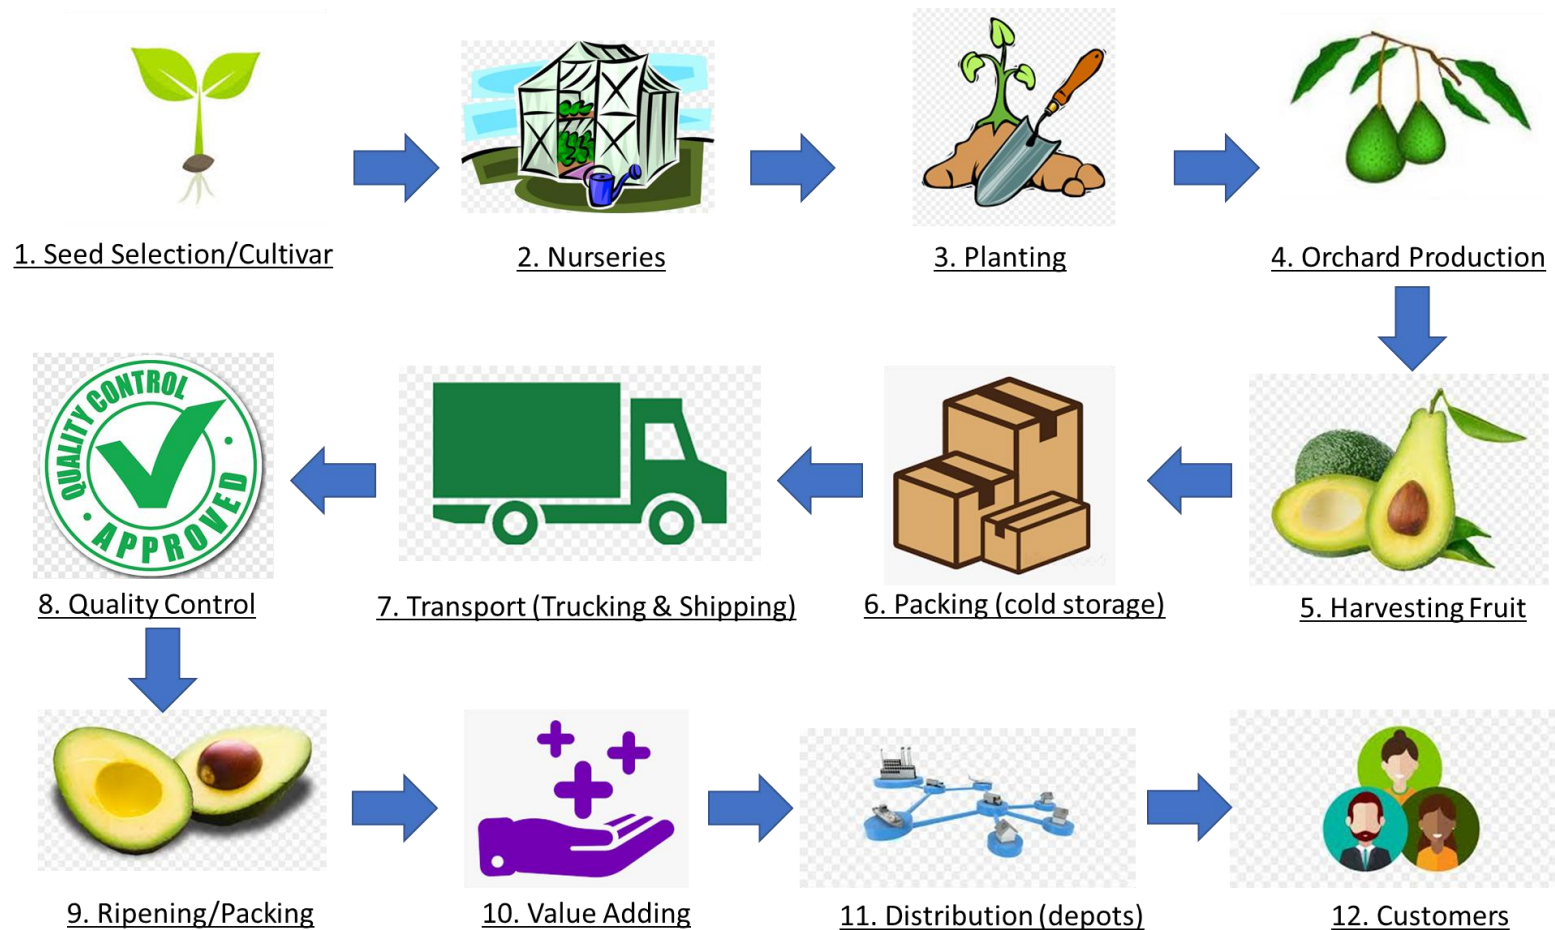 1. Seed Selection/Cultivar
2. Nurseries
3. Planting
4. Orchard Production
QUALITY CONTROL
APPROVED
8. Quality Control
7. Transport (Trucking & Shipping)
6. Packing (cold storage)
5. Harvesting Fruit
9. Ripening/Packing
10. Value Adding
11. Distribution (depots)
12. Customers